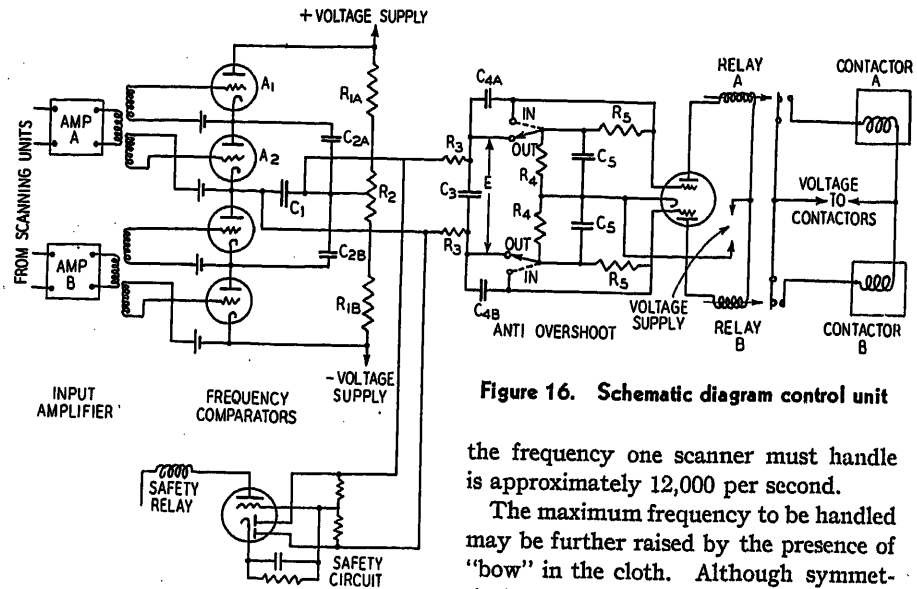 + VOLTAGE SUPPLY
RELAY
A
CONTACTOR
A
FROM SCANNING UNITS
AMP
A
A1
A2
R1A
C2A
R2
C1
C2B
R1B
AMP
B
R3
C3
E
R3
C4A
IN
OUT
R4
R4
OUT
IN
C4B
R5
C5
C5
R5
ANTI OVERSHOOT
VOLTAGE
SUPPLY
RELAY
B
VOLTAGE
TO
CONTACTORS
CONTACTOR
B
- VOLTAGE
SUPPLY
INPUT
AMPLIFIER
FREQUENCY
COMPARATORS
SAFETY
RELAY
SAFETY
CIRCUIT
Figure 16. Schematic diagram control unit
the frequency one scanner must handle
is approximately 12,000 per second.
The maximum frequency to be handled
may be further raised by the presence of
"bow" in the cloth. Although symmet-